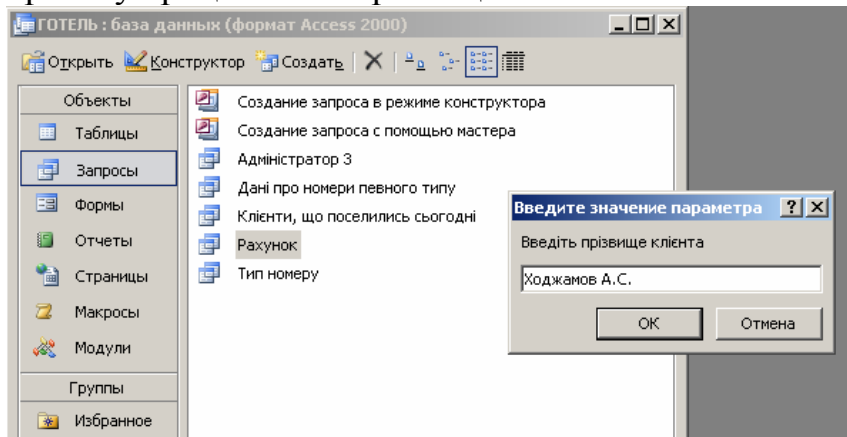 ГОТЕЛЬ : база данных (формат Access 2000)
Открыть Конструктор Создать
Объекты
Таблицы
Запросы
Формы
Отчеты
Страницы
Макросы
Модули
Группы
Избранное
Создание запроса в режиме конструктора
Создание запроса с помощью мастера
Адміністратор 3
Дані про номери певного типу
Клієнти, що поселились сьогодні
Рахунок
Тип номеру
Введите значение параметра
Введіть прізвище клієнта
Ходжамов А.С.
ОК Отмена